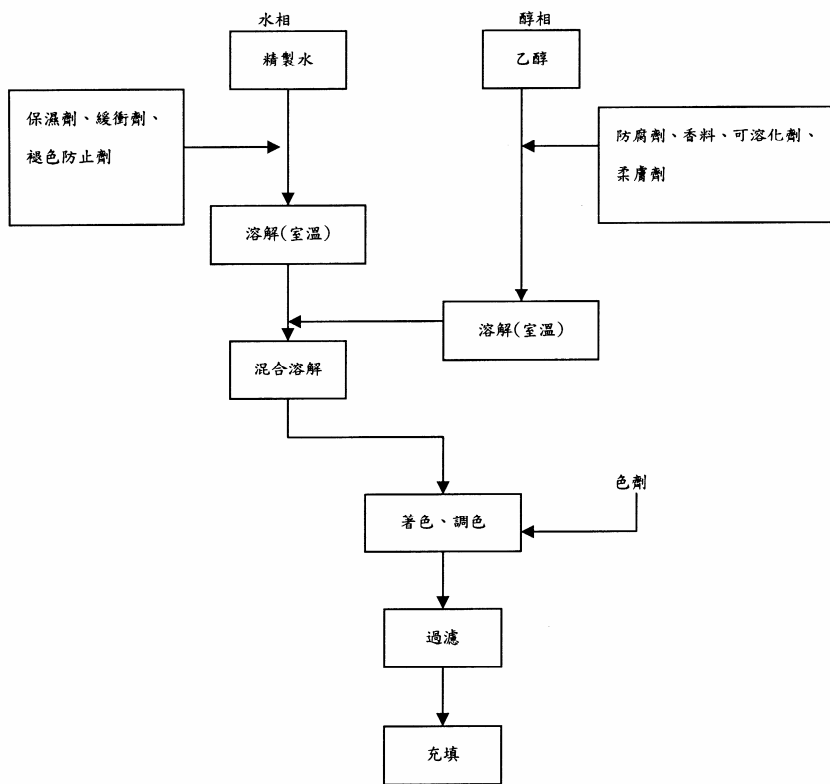 水相
醇相
精製水
乙醇
保濕劑、緩衝劑、
褪色防止劑
防腐劑、香料、可溶化劑、
柔膚劑
溶解(室溫)
溶解(室溫)
混合溶解
色劑
著色、調色
過濾
充填